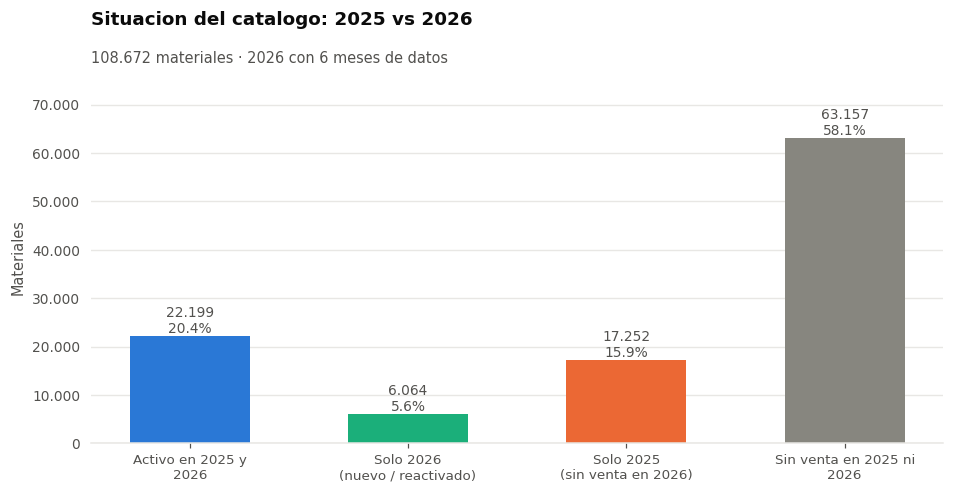 Situacion del catalogo: 2025 vs 2026
108.672 materiales · 2026 con 6 meses de datos
Materiales
70.000
60.000
50.000
40.000
30.000
20.000
10.000
0
22.199
20.4%
6.064
5.6%
17.252
15.9%
63.157
58.1%
Activo en 2025 y
2026
Solo 2026
(nuevo / reactivado)
Solo 2025
(sin venta en 2026)
Sin venta en 2025 ni
2026